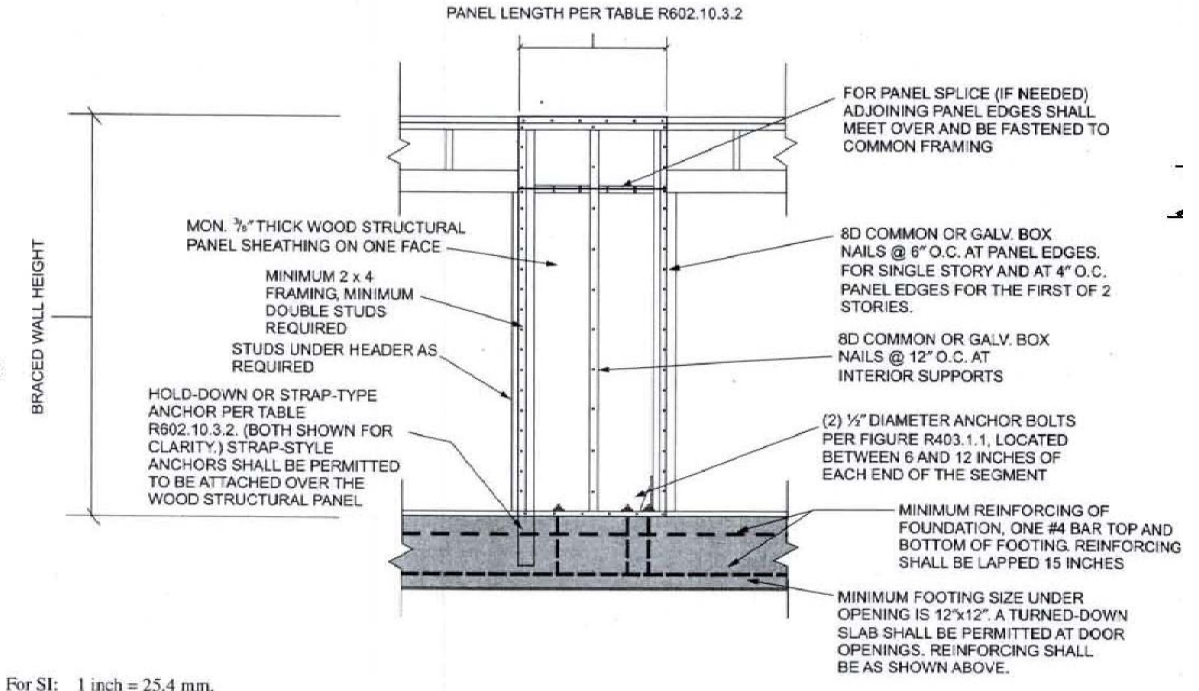 PANEL LENGTH PER TABLE R602.10.3.2
FOR PANEL SPLICE (IF NEEDED)
ADJOINING PANEL EDGES SHALL
MEET OVER AND BE FASTENED TO
COMMON FRAMING
MON. 3/8" THICK WOOD STRUCTURAL
PANEL SHEATHING ON ONE FACE
MINIMUM 2 x 4
FRAMING, MINIMUM
DOUBLE STUDS
REQUIRED
STUDS UNDER HEADER AS
REQUIRED
HOLD-DOWN OR STRAP-TYPE
ANCHOR PER TABLE
R602.10.3.2. (BOTH SHOWN FOR
CLARITY.) STRAP-STYLE
ANCHORS SHALL BE PERMITTED
TO BE ATTACHED OVER THE
WOOD STRUCTURAL PANEL
BRACED WALL HEIGHT
8D COMMON OR GALV. BOX
NAILS @ 6" O.C. AT PANEL EDGES.
FOR SINGLE STORY AND AT 4" O.C.
PANEL EDGES FOR THE FIRST OF 2
STORIES.
8D COMMON OR GALV. BOX
NAILS @ 12" O.C. AT
INTERIOR SUPPORTS
(2) ½" DIAMETER ANCHOR BOLTS
PER FIGURE R403.1.1, LOCATED
BETWEEN 6 AND 12 INCHES OF
EACH END OF THE SEGMENT
MINIMUM REINFORCING OF
FOUNDATION, ONE #4 BAR TOP AND
BOTTOM OF FOOTING. REINFORCING
SHALL BE LAPPED 15 INCHES
MINIMUM FOOTING SIZE UNDER
OPENING IS 12"x12". A TURNED-DOWN
SLAB SHALL BE PERMITTED AT DOOR
OPENINGS. REINFORCING SHALL
BE AS SHOWN ABOVE.
For SI: 1 inch = 25.4 mm.